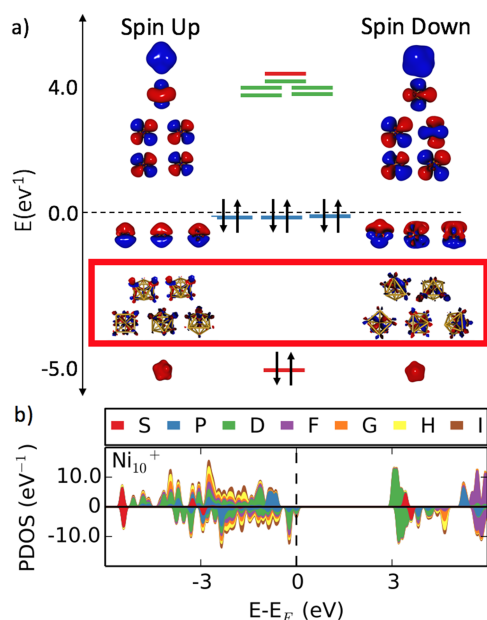 a)
Spin Up
Spin Down
4.0
0.0
-5.0
E(ev⁻¹)
b)
S P D F G H I
Ni₁₀⁺
10.0
0
-10.0
PDOS (eV⁻¹)
-3 0 3
E-E_F (eV)